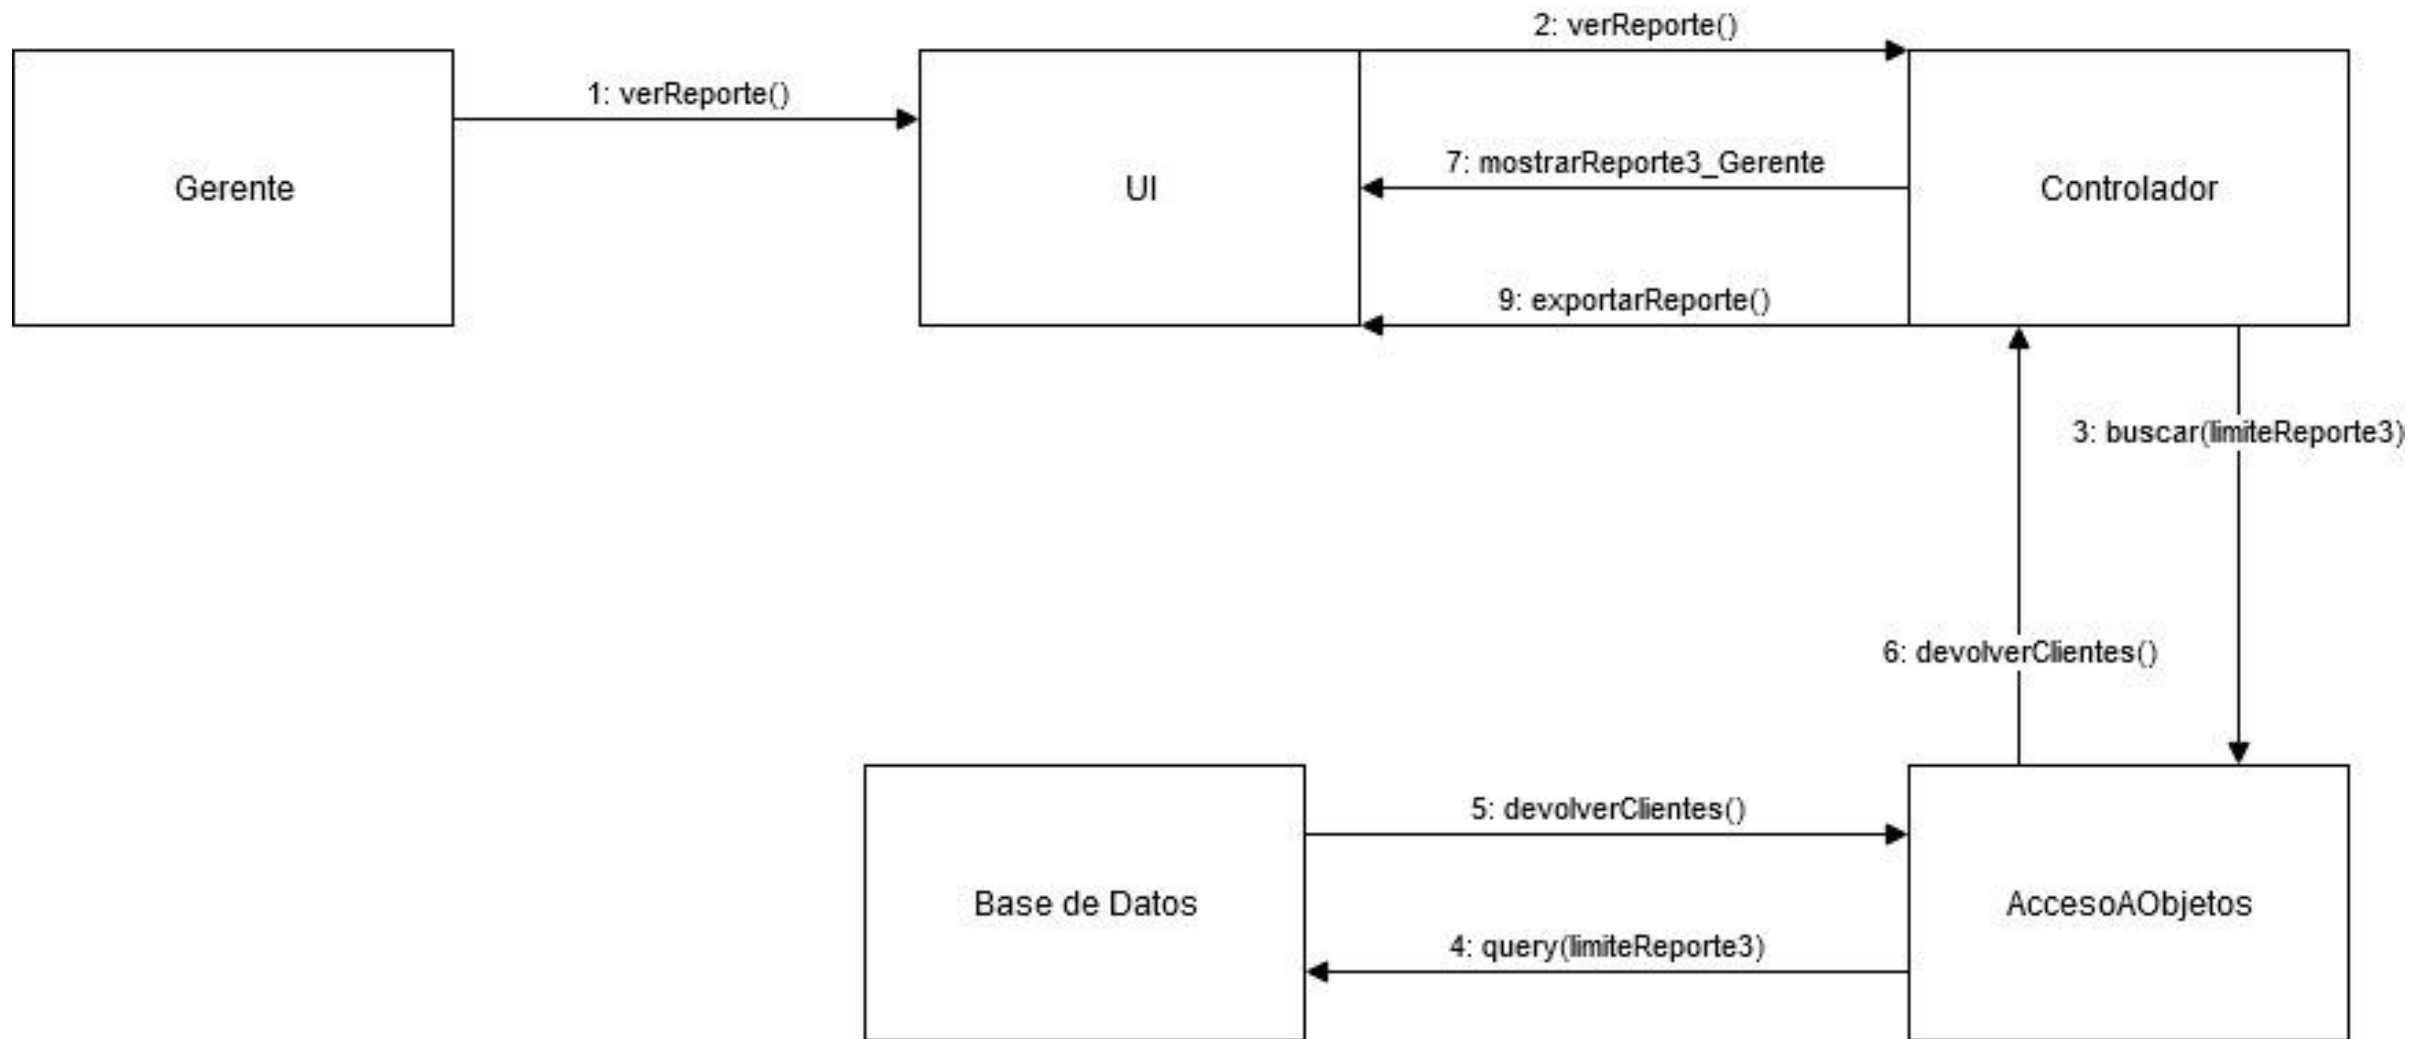 2: verReporte()
1: verReporte()
7: mostrarReporte3_Gerente
Gerente
UI
Controlador
9: exportarReporte()
3: buscar(limiteReporte3)
6: devolverClientes()
5: devolverClientes()
Base de Datos
AccesoAObjetos
4: query(limiteReporte3)